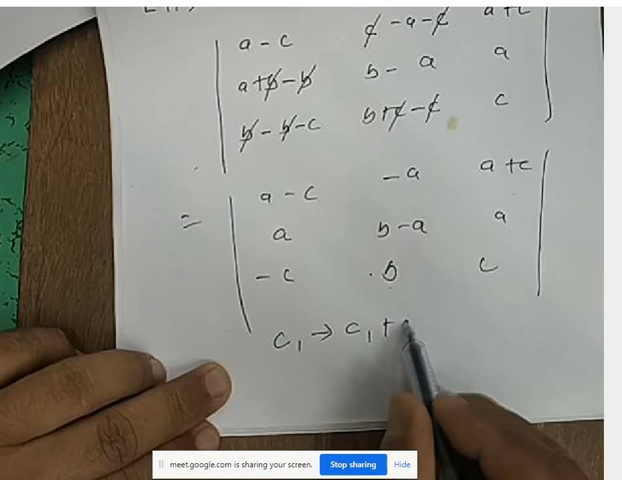 a - c   c - a - c   a + c
a + b - b   b - a   a
b - b - c   b + c - c   c
= | a - c   - a   a + c |
a   b - a   a
- c   b   c
C₁ → C₁ +
meet.google.com is sharing your screen. Stop sharing Hide